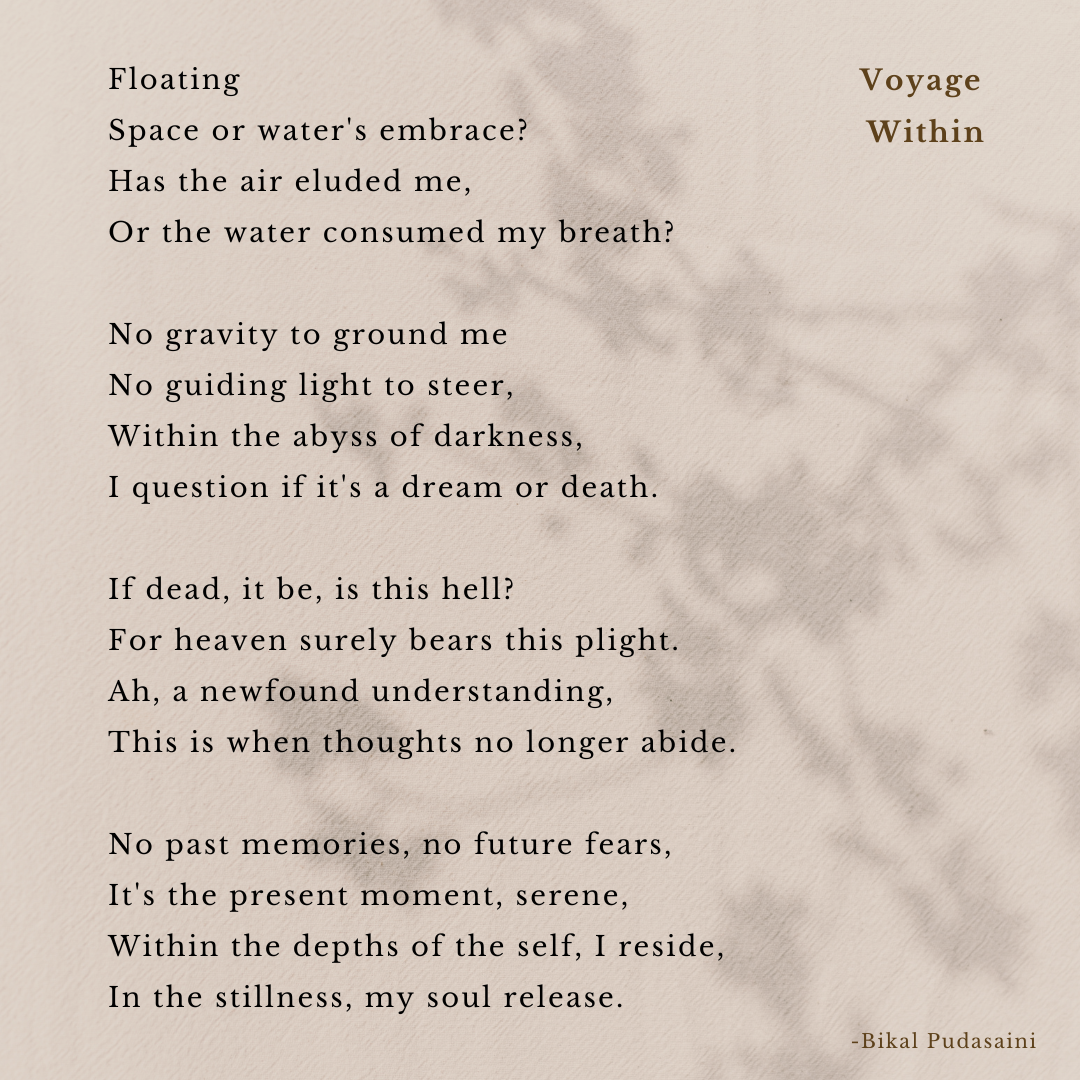 Voyage
Within
Floating
Space or water's embrace?
Has the air eluded me,
Or the water consumed my breath?
No gravity to ground me
No guiding light to steer,
Within the abyss of darkness,
I question if it's a dream or death.
If dead, it be, is this hell?
For heaven surely bears this plight.
Ah, a newfound understanding,
This is when thoughts no longer abide.
No past memories, no future fears,
It's the present moment, serene,
Within the depths of the self, I reside,
In the stillness, my soul release.
-Bikal Pudasaini